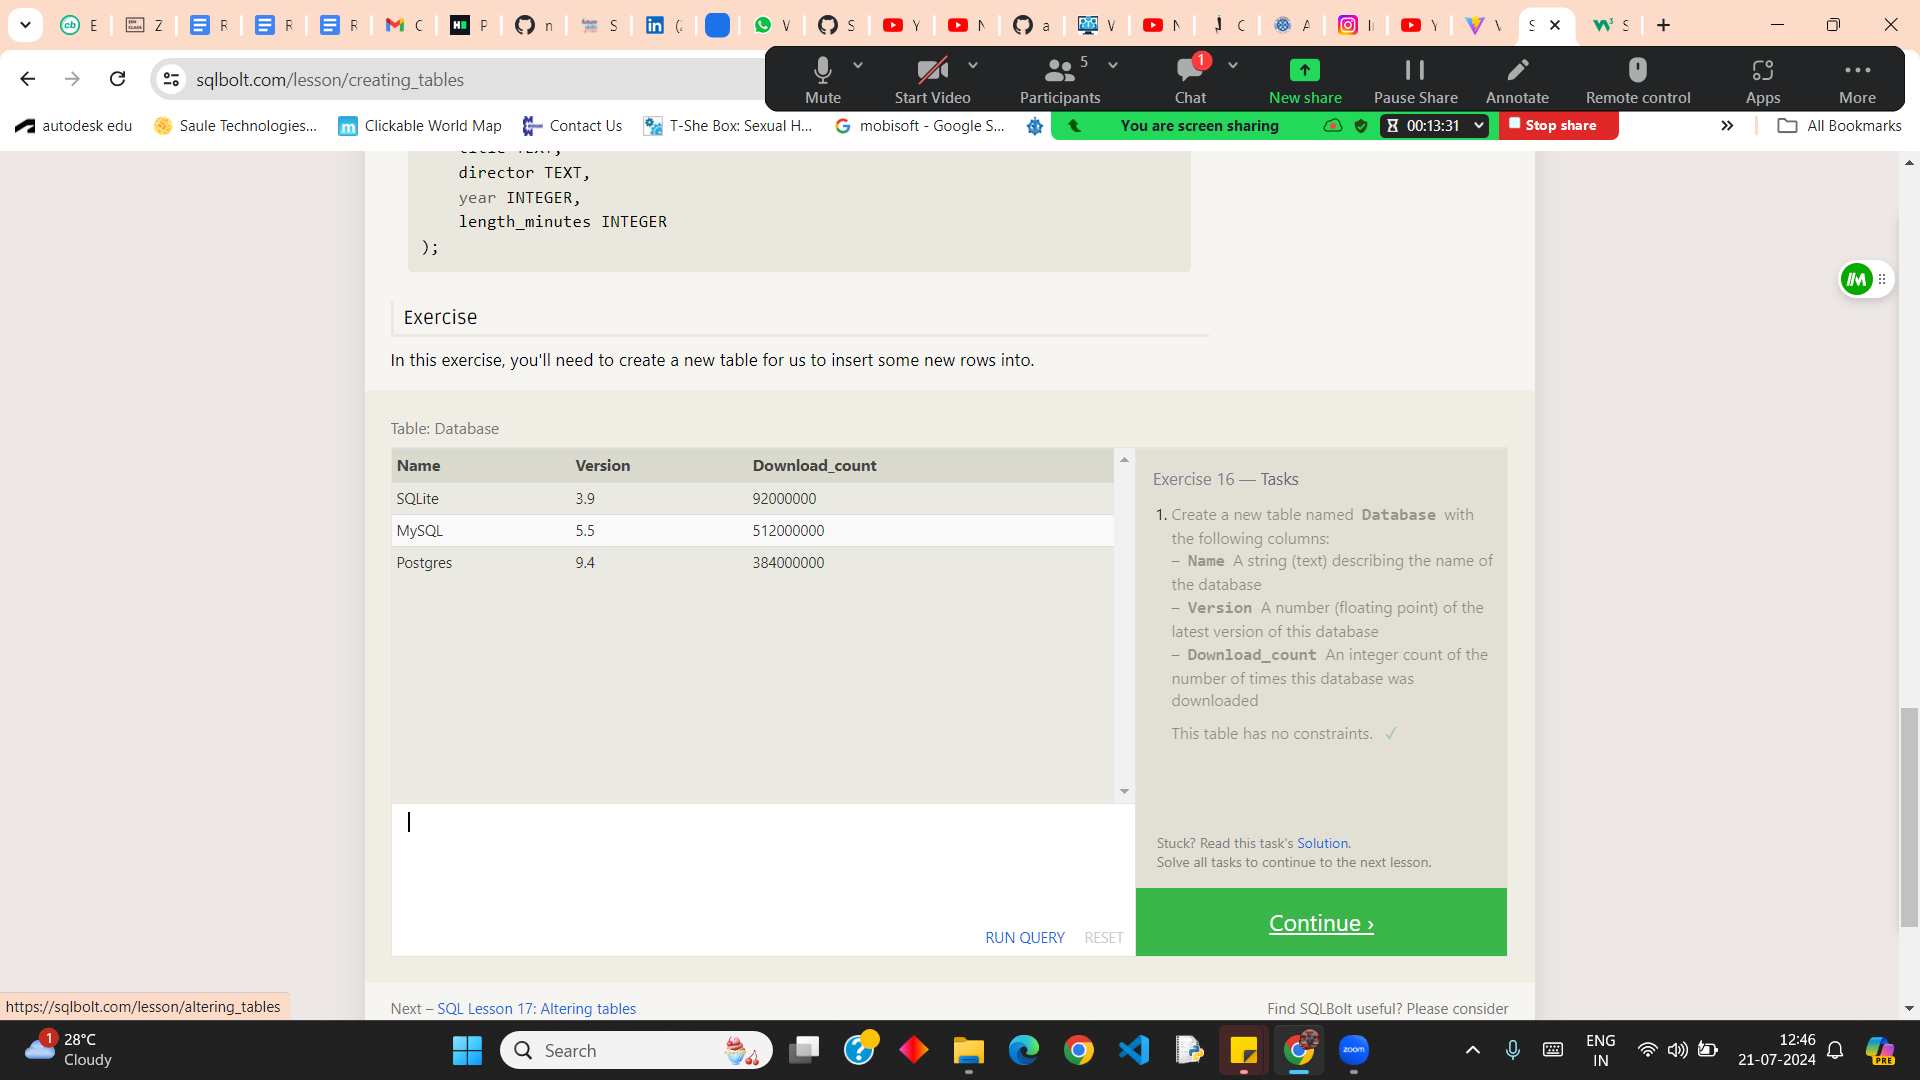 E
Z
R
R
R
C
P
n
S
(2
W
S
Y
N
a
W
N
C
A
I
Y
V
S
S
sqlbolt.com/lesson/creating_tables
Mute
Start Video
5
Participants
1
Chat
New share
Pause Share
Annotate
Remote control
Apps
More
autodesk edu
Saule Technologies...
Clickable World Map
Contact Us
T-She Box: Sexual H...
mobisoft - Google S...
You are screen sharing
00:13:31
Stop share
All Bookmarks
title TEXT,
director TEXT,
year INTEGER,
length_minutes INTEGER
);
Exercise
In this exercise, you'll need to create a new table for us to insert some new rows into.
Table: Database
Name Version Download_count
SQLite 3.9 92000000
MySQL 5.5 512000000
Postgres 9.4 384000000
Exercise 16 — Tasks
1. Create a new table named Database with
the following columns:
– Name A string (text) describing the name of
the database
– Version A number (floating point) of the
latest version of this database
– Download_count An integer count of the
number of times this database was
downloaded
This table has no constraints. ✓
Stuck? Read this task's Solution.
Solve all tasks to continue to the next lesson.
RUN QUERY RESET
Continue ›
https://sqlbolt.com/lesson/altering_tables
Next – SQL Lesson 17: Altering tables
Find SQLBolt useful? Please consider
1
28°C
Cloudy
Search
zoom
ENG
IN
12:46
21-07-2024
PRE